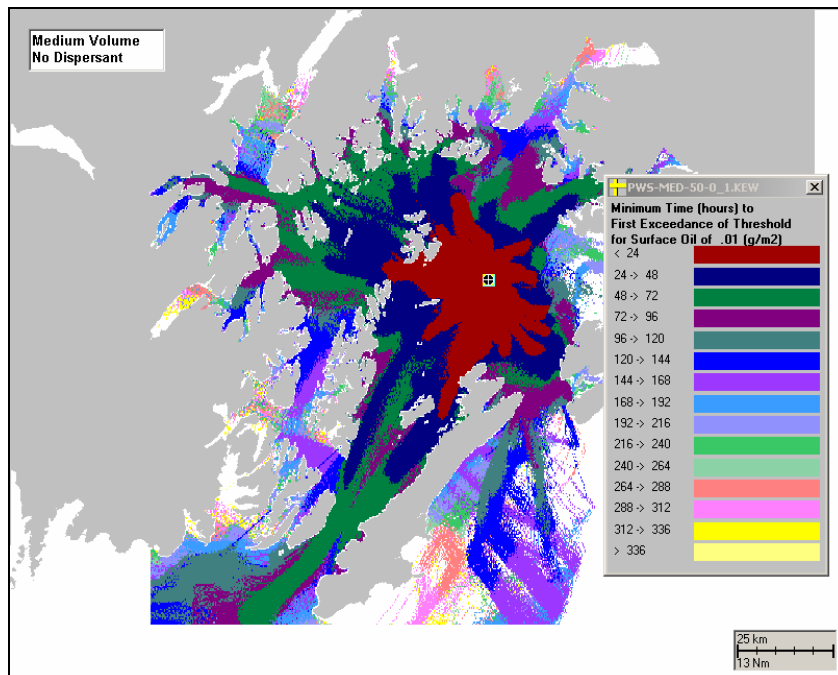 Medium Volume
No Dispersant
PWS-MED-50-0_1.KEW
Minimum Time (hours) to
First Exceedance of Threshold
for Surface Oil of .01 (g/m2)
< 24
24 -> 48
48 -> 72
72 -> 96
96 -> 120
120 -> 144
144 -> 168
168 -> 192
192 -> 216
216 -> 240
240 -> 264
264 -> 288
288 -> 312
312 -> 336
> 336
25 km
13 Nm